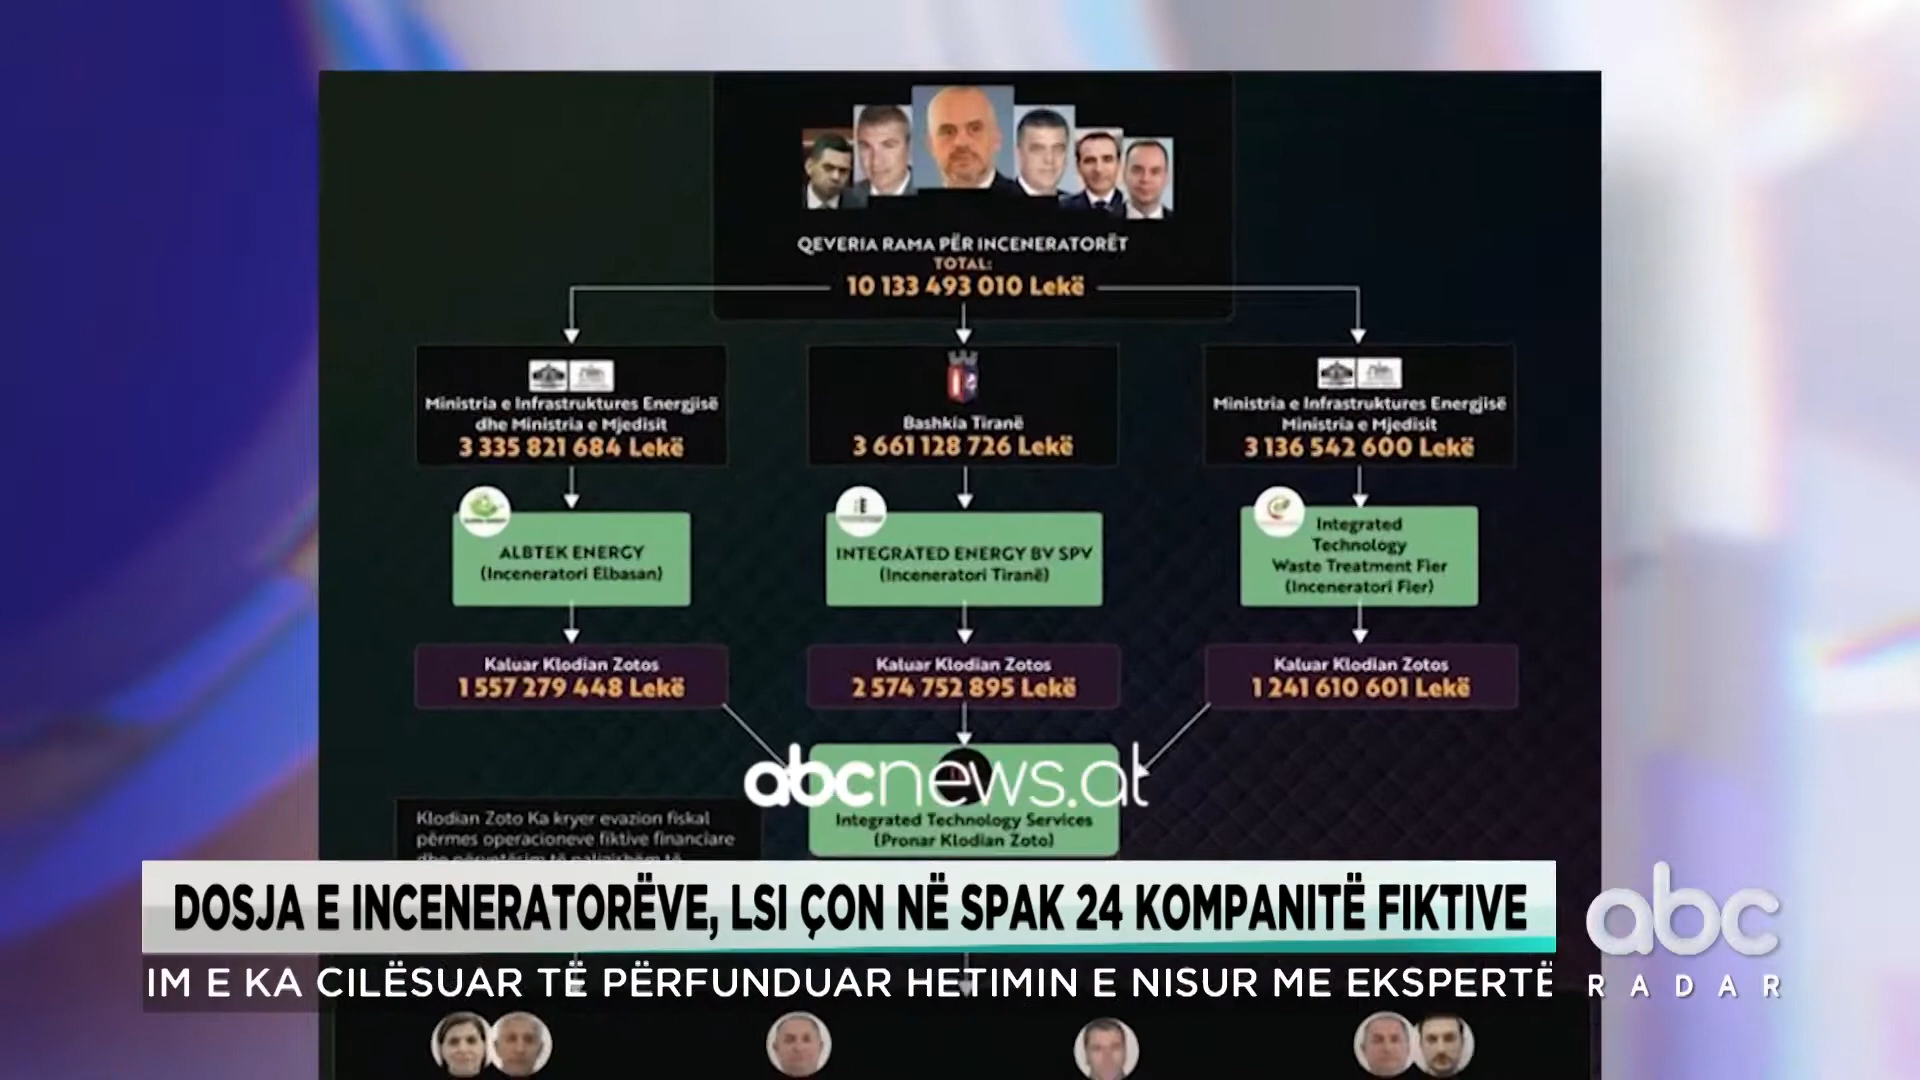 QEVERIA RAMA PËR INCENERATORËT
TOTAL:
10 133 493 010 Lekë
Ministria e Infrastruktures Energjisë
dhe Ministria e Mjedisit
3 335 821 684 Lekë
Bashkia Tiranë
3 661 128 726 Lekë
Ministria e Infrastruktures Energjisë
Ministria e Mjedisit
3 136 542 600 Lekë
ALBTEK ENERGY
(Inceneratori Elbasan)
INTEGRATED ENERGY BV SPV
(Inceneratori Tiranë)
Integrated
Technology
Waste Treatment Fier
(Inceneratori Fier)
Kaluar Klodian Zotos
1 557 279 448 Lekë
Kaluar Klodian Zotos
2 574 752 895 Lekë
Kaluar Klodian Zotos
1 241 610 601 Lekë
abcnews.al
Integrated Technology Services
(Pronar Klodian Zoto)
Klodian Zoto Ka kryer evazion fiskal
përmes operacioneve fiktive financiare
DOSJA E INCENERATORËVE, LSI ÇON NË SPAK 24 KOMPANITË FIKTIVE
IM E KA CILËSUAR TË PËRFUNDUAR HETIMIN E NISUR ME EKSPERTË
abc
RADAR